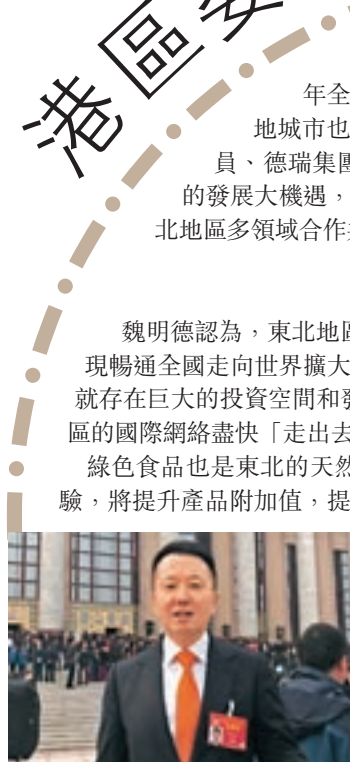 港區委
年全
地城市也
員、德瑞集團
的發展大機遇，
北地區多領域合作
魏明德認為，東北地區
現暢通全國走向世界擴大
就存在巨大的投資空間和發
區的國際網絡盡快「走出去
綠色食品也是東北的天然
驗，將提升產品附加值，提